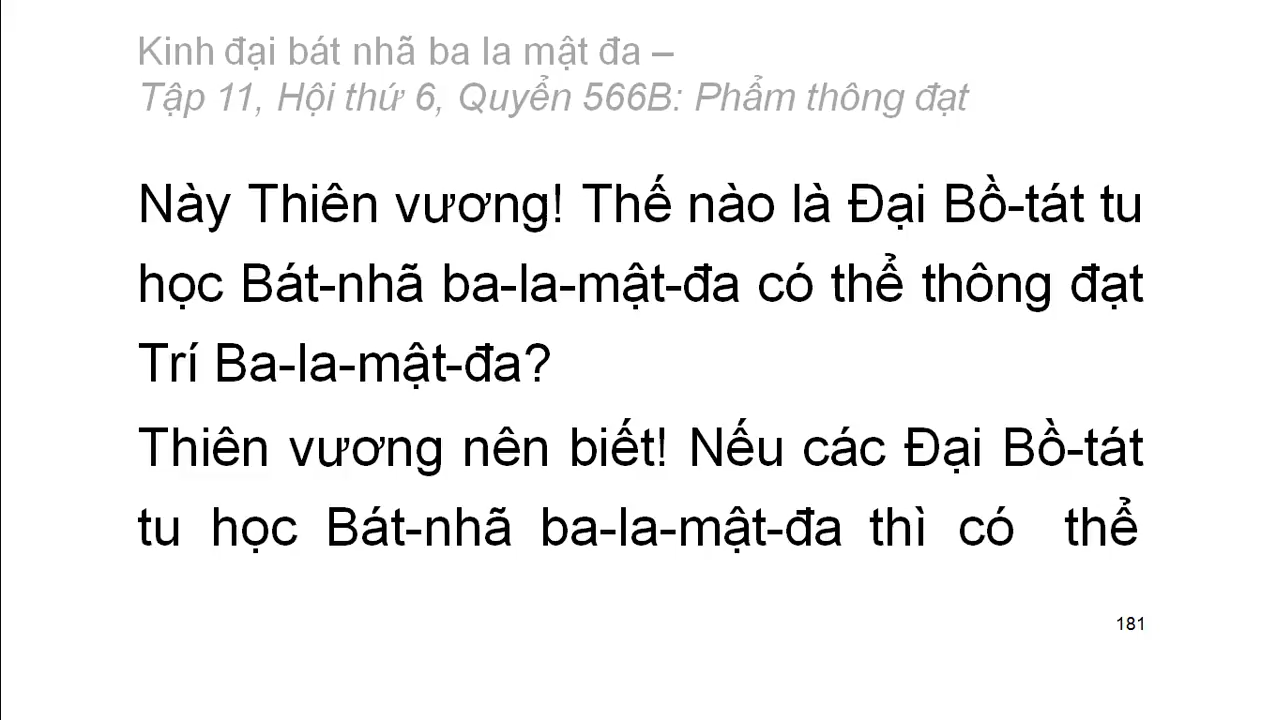 Kinh đại bát nhã ba la mật đa –
Tập 11, Hội thứ 6, Quyển 566B: Phẩm thông đạt
Này Thiên vương! Thế nào là Đại Bồ-tát tu
học Bát-nhã ba-la-mật-đa có thể thông đạt
Trí Ba-la-mật-đa?
Thiên vương nên biết! Nếu các Đại Bồ-tát
tu học Bát-nhã ba-la-mật-đa thì có thể
181